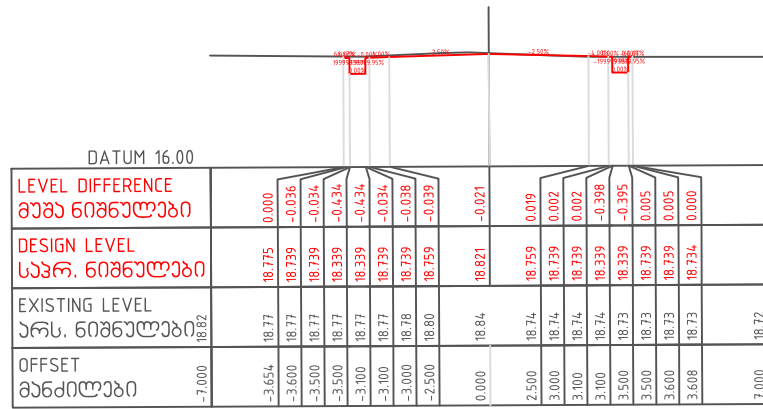 -2.50%
DATUM 16.00
LEVEL DIFFERENCE
მუშა ნიშნულები
0.000 -0.036 -0.034 -0.434 -0.434 -0.034 -0.038 -0.039 -0.021 0.019 0.002 0.002 -0.398 -0.395 0.005 0.005 0.000
DESIGN LEVEL
საპრ. ნიშნულები
18.775 18.739 18.739 18.339 18.339 18.739 18.739 18.759 18.821 18.759 18.739 18.739 18.339 18.339 18.739 18.739 18.734
EXISTING LEVEL
არს. ნიშნულები
18.82 18.77 18.77 18.77 18.77 18.77 18.78 18.80 18.84 18.74 18.74 18.74 18.74 18.73 18.73 18.73 18.73 18.72
OFFSET
მანძილები
-7.000 -3.654 -3.600 -3.500 -3.500 -3.100 -3.100 -3.000 -2.500 0.000 2.500 3.000 3.100 3.100 3.500 3.500 3.600 3.608 7.000